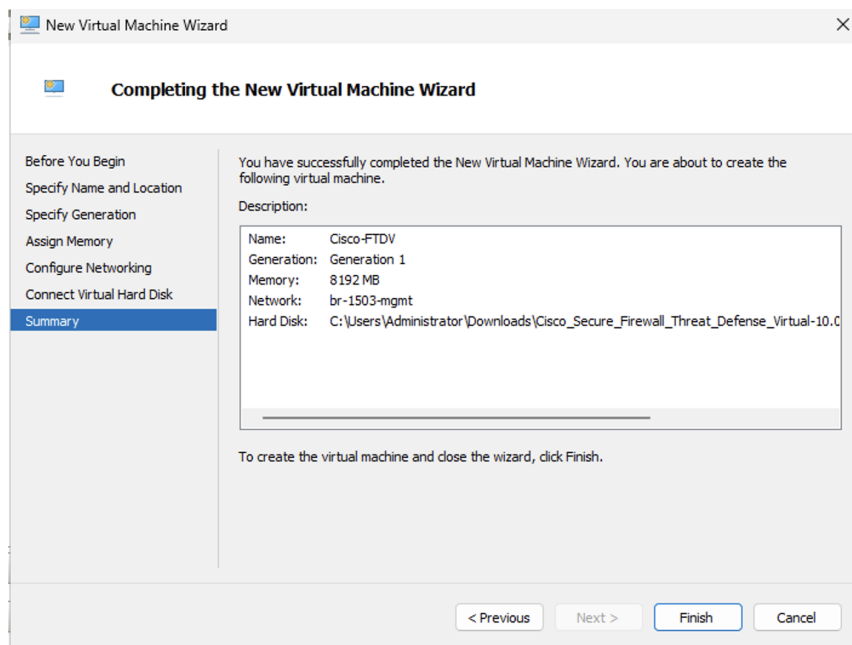 New Virtual Machine Wizard
Completing the New Virtual Machine Wizard
Before You Begin
Specify Name and Location
Specify Generation
Assign Memory
Configure Networking
Connect Virtual Hard Disk
Summary
You have successfully completed the New Virtual Machine Wizard. You are about to create the
following virtual machine.
Description:
Name: Cisco-FTDV
Generation: Generation 1
Memory: 8192 MB
Network: br-1503-mgmt
Hard Disk: C:\Users\Administrator\Downloads\Cisco_Secure_Firewall_Threat_Defense_Virtual-10.0
To create the virtual machine and close the wizard, click Finish.
< Previous
Next >
Finish
Cancel